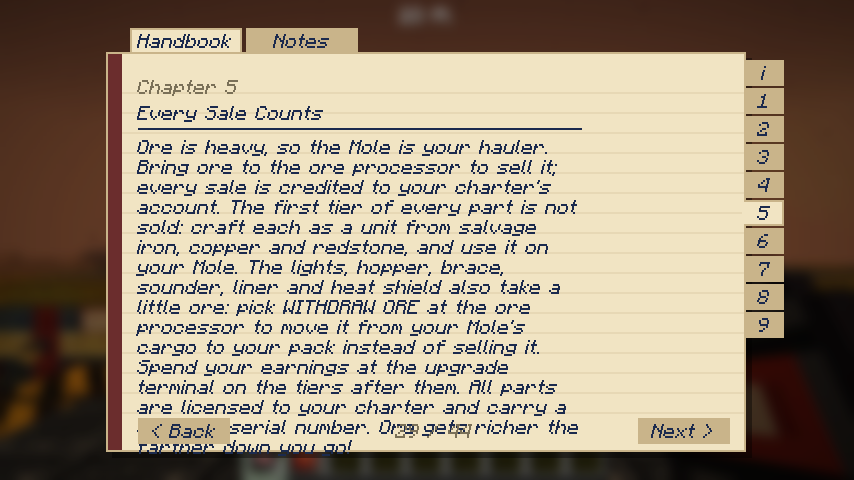 Handbook
Notes
Chapter 5
Every Sale Counts
Ore is heavy, so the Mole is your hauler.
Bring ore to the ore processor to sell it;
every sale is credited to your charter's
account. The first tier of every part is not
sold: craft each as a unit from salvage
iron, copper and redstone, and use it on
your Mole. The lights, hopper, brace,
sounder, liner and heat shield also take a
little ore: pick WITHDRAW ORE at the ore
processor to move it from your Mole's
cargo to your pack instead of selling it.
Spend your earnings at the upgrade
terminal on the tiers after them. All parts
are licensed to your charter and carry a
serial number. Ore gets richer the
farther down you go!
< Back
Next >
i
1
2
3
4
5
6
7
8
9